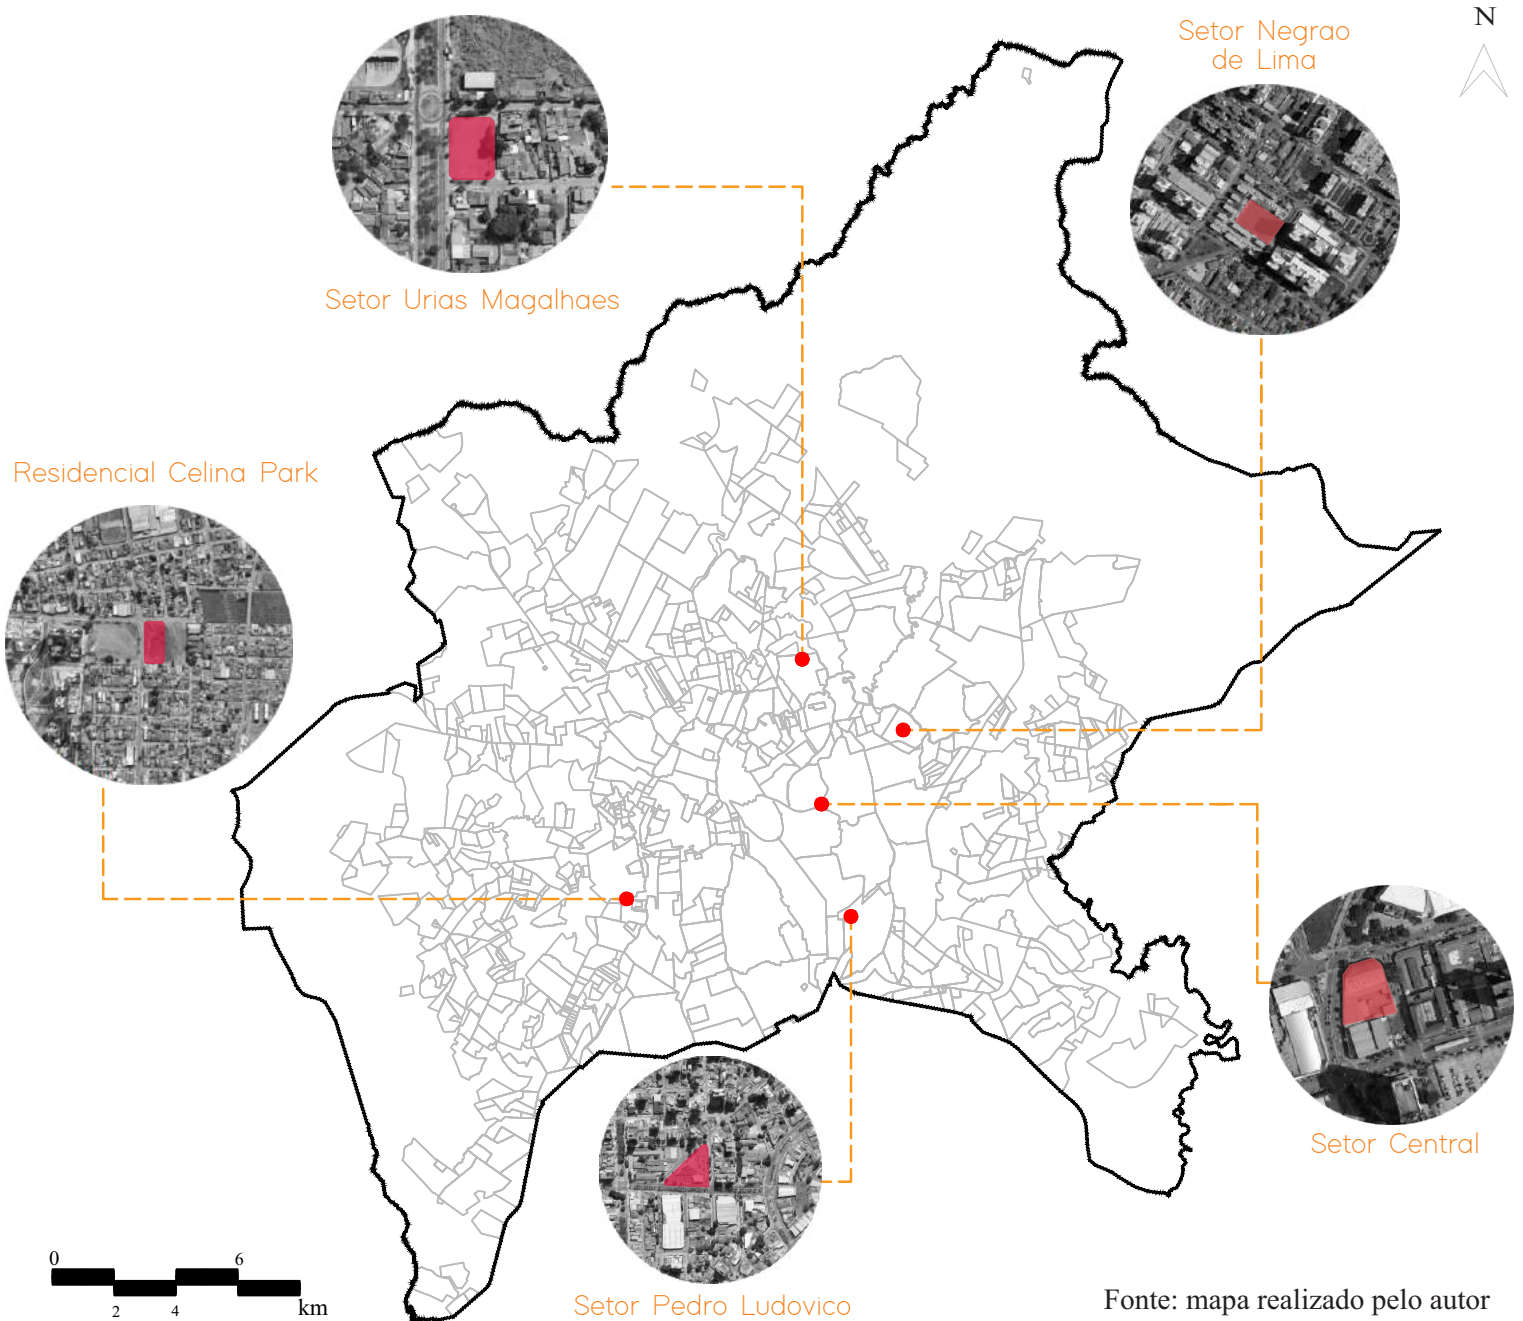 N
Setor Negrao
de Lima
Setor Urias Magalhaes
Residencial Celina Park
Setor Central
Setor Pedro Ludovico
0 6
2 4 km
Fonte: mapa realizado pelo autor